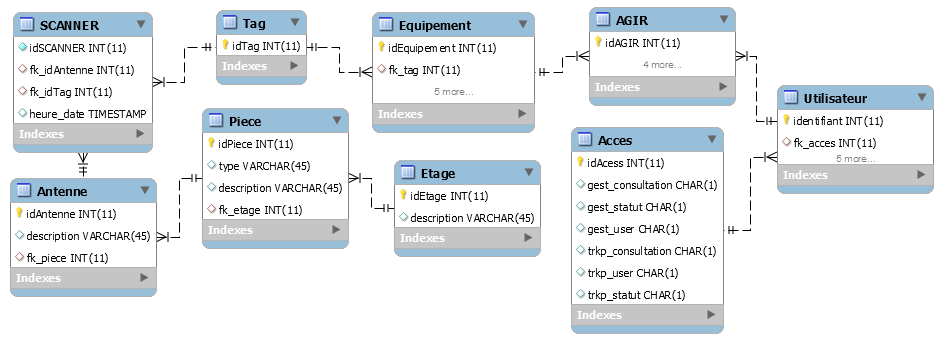 SCANNER
idSCANNER INT(11)
fk_idAntenne INT(11)
fk_idTag INT(11)
heure_date TIMESTAMP
Indexes
Tag
idTag INT(11)
Indexes
Equipement
idEquipement INT(11)
fk_tag INT(11)
5 more...
Indexes
AGIR
idAGIR INT(11)
4 more...
Indexes
Utilisateur
identifiant INT(11)
fk_acces INT(11)
5 more...
Indexes
Piece
idPiece INT(11)
type VARCHAR(45)
description VARCHAR(45)
fk_etage INT(11)
Indexes
Acces
idAcess INT(11)
gest_consultation CHAR(1)
gest_statut CHAR(1)
gest_user CHAR(1)
trkp_consultation CHAR(1)
trkp_user CHAR(1)
trkp_statut CHAR(1)
Indexes
Etage
idEtage INT(11)
description VARCHAR(45)
Indexes
Antenne
idAntenne INT(11)
description VARCHAR(45)
fk_piece INT(11)
Indexes